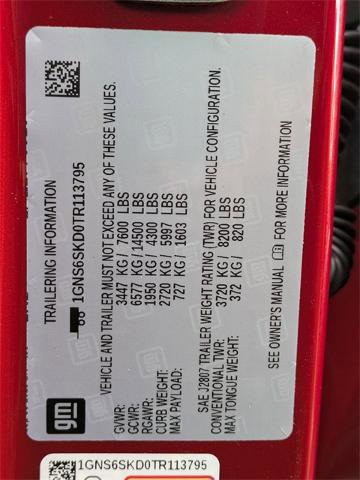 TRAILERING INFORMATION
1GNS6SKD0TR113795
VEHICLE AND TRAILER MUST NOT EXCEED ANY OF THESE VALUES.
GVWR: 3447 KG / 7600 LBS
GCWR: 6577 KG/14500 LBS
RGAWR: 1950 KG / 4300 LBS
CURB WEIGHT: 2720 KG / 5997 LBS
MAX PAYLOAD: 727 KG / 1603 LBS
SAE J2807 TRAILER WEIGHT RATING (TWR) FOR VEHICLE CONFIGURATION.
CONVENTIONAL TWR: 3720 KG / 8200 LBS
MAX TONGUE WEIGHT: 372 KG / 820 LBS
SEE OWNER'S MANUAL FOR MORE INFORMATION
gm
1GNS6SKD0TR113795